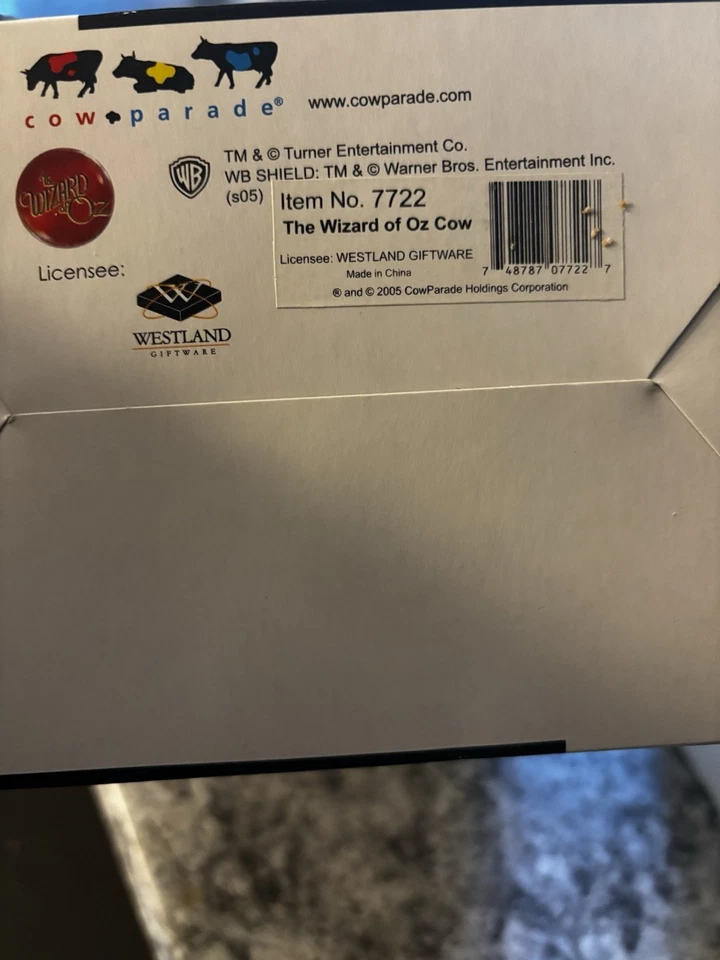 cow parade®
www.cowparade.com
THE WIZARD of OZ
WB
TM & © Turner Entertainment Co.
WB SHIELD: TM & © Warner Bros. Entertainment Inc.
(s05)
Item No. 7722
The Wizard of Oz Cow
Licensee: WESTLAND GIFTWARE
Made in China
7 48787 07722 7
® and © 2005 CowParade Holdings Corporation
Licensee:
W
WESTLAND
GIFTWARE